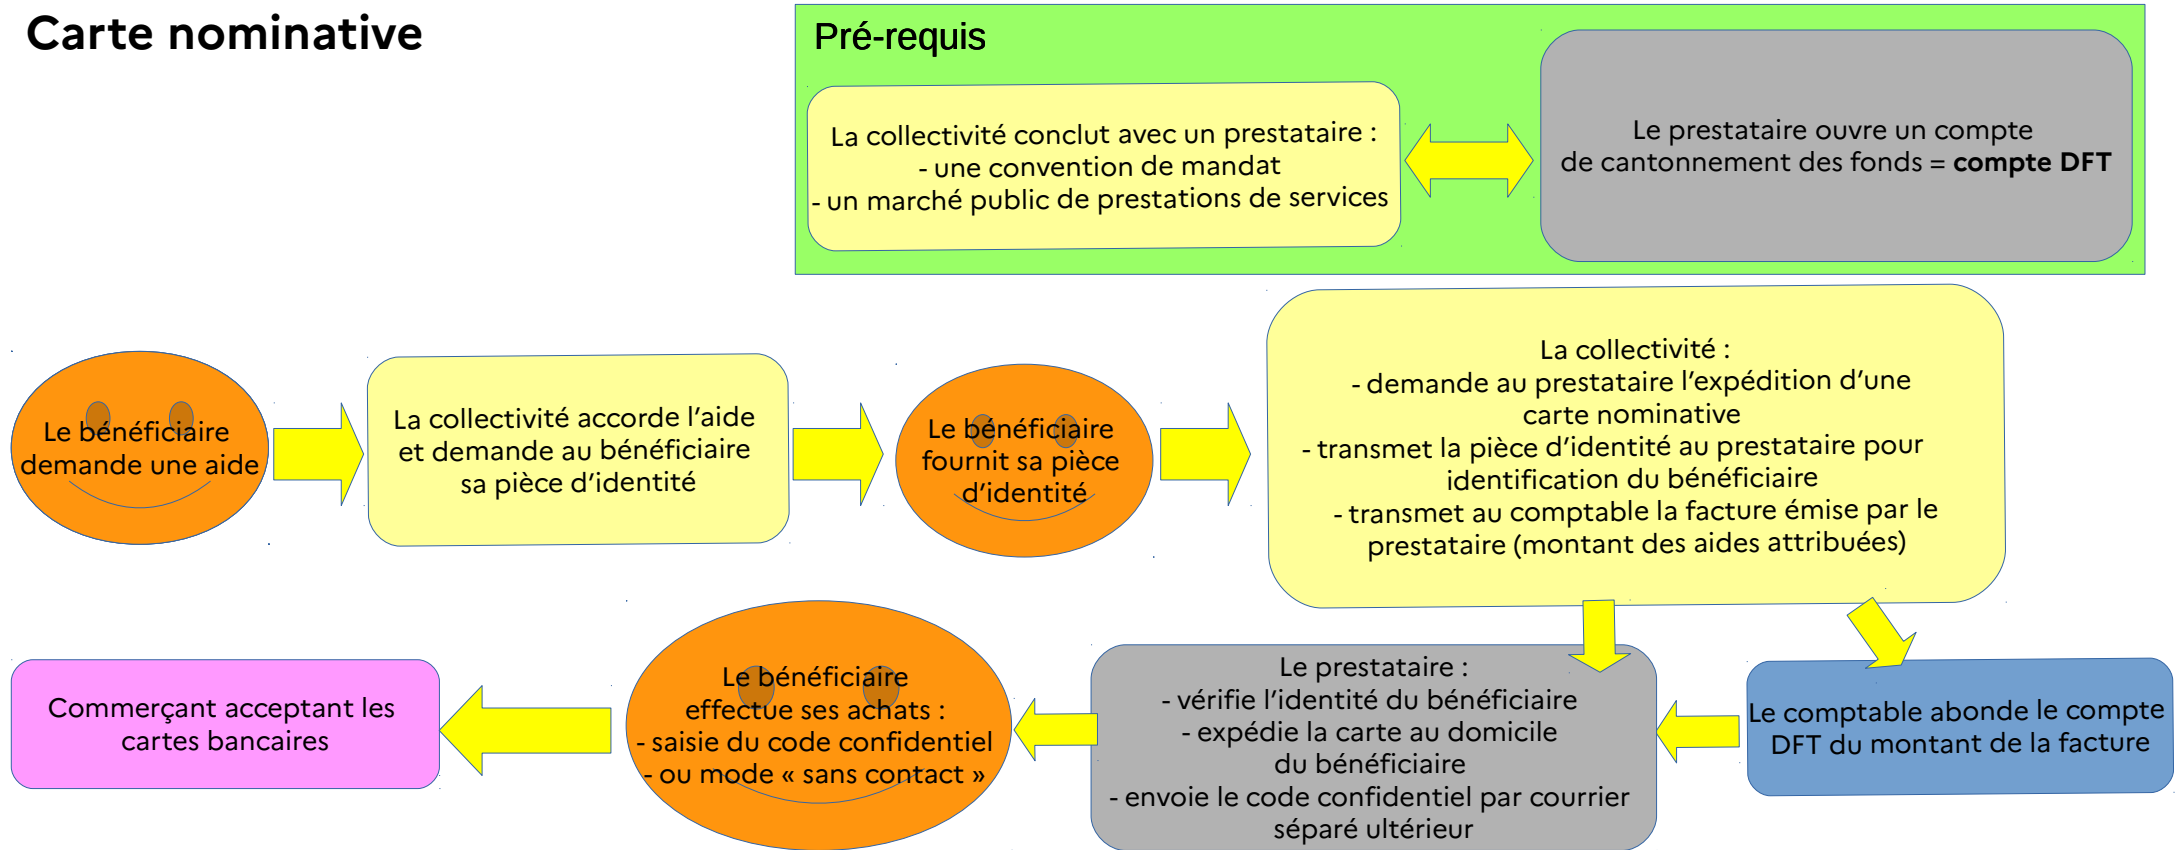 Carte nominative
Pré-requis
La collectivité conclut avec un prestataire :
- une convention de mandat
- un marché public de prestations de services
Le prestataire ouvre un compte
de cantonnement des fonds = compte DFT
Le bénéficiaire
demande une aide
La collectivité accorde l’aide
et demande au bénéficiaire
sa pièce d’identité
Le bénéficiaire
fournit sa pièce
d’identité
La collectivité :
- demande au prestataire l’expédition d’une
carte nominative
- transmet la pièce d’identité au prestataire pour
identification du bénéficiaire
- transmet au comptable la facture émise par le
prestataire (montant des aides attribuées)
Commerçant acceptant les
cartes bancaires
Le bénéficiaire
effectue ses achats :
- saisie du code confidentiel
- ou mode « sans contact »
Le prestataire :
- vérifie l’identité du bénéficiaire
- expédie la carte au domicile
du bénéficiaire
- envoie le code confidentiel par courrier
séparé ultérieur
Le comptable abonde le compte
DFT du montant de la facture